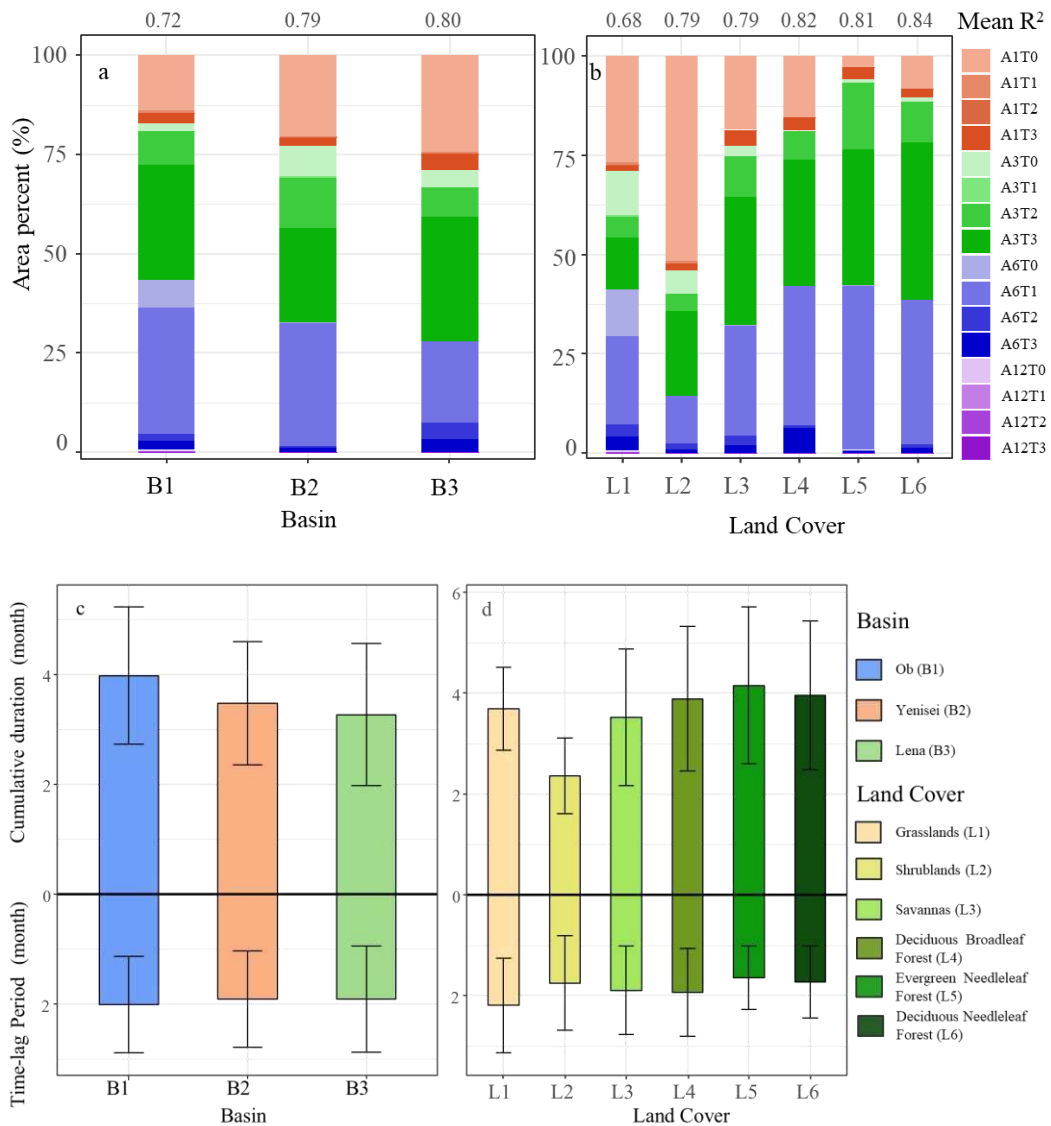 0.72 0.79 0.80
0.68 0.79 0.79 0.82 0.81 0.84
Mean R²
a
100
75
50
25
0
Area percent (%)
B1 B2 B3
Basin
b
100
75
50
25
0
L1 L2 L3 L4 L5 L6
Land Cover
A1T0
A1T1
A1T2
A1T3
A3T0
A3T1
A3T2
A3T3
A6T0
A6T1
A6T2
A6T3
A12T0
A12T1
A12T2
A12T3
c
4
2
0
2
Cumulative duration (month)
Time-lag Period (month)
B1 B2 B3
Basin
d
6
4
2
0
2
L1 L2 L3 L4 L5 L6
Land Cover
Basin
Ob (B1)
Yenisei (B2)
Lena (B3)
Land Cover
Grasslands (L1)
Shrublands (L2)
Savannas (L3)
Deciduous Broadleaf
Forest (L4)
Evergreen Needleleaf
Forest (L5)
Deciduous Needleleaf
Forest (L6)